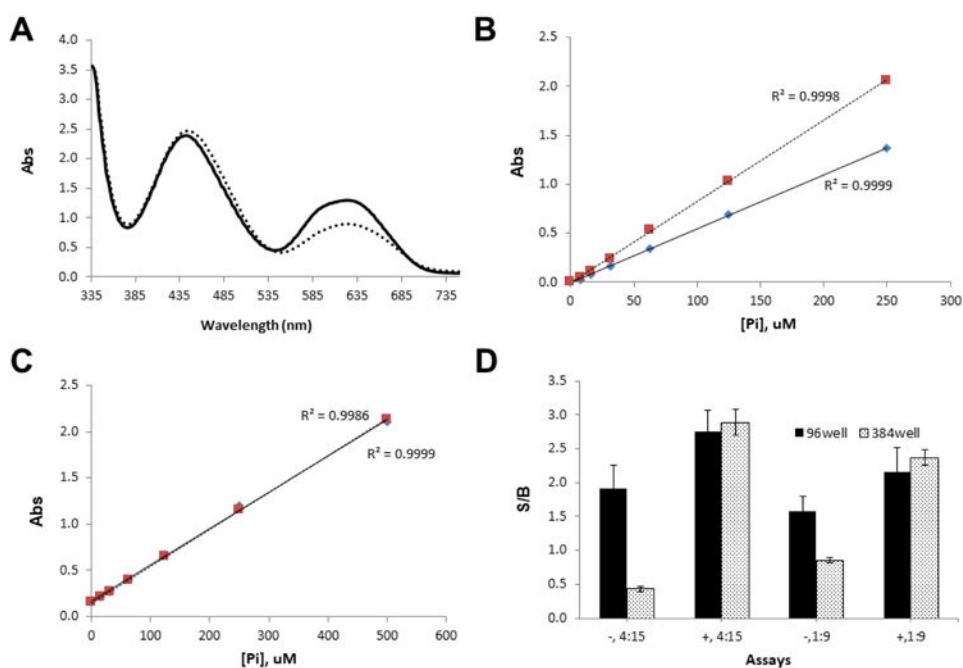 A
4.0
3.5
3.0
2.5
2.0
1.5
1.0
0.5
0.0
Abs
335 385 435 485 535 585 635 685 735
Wavelength (nm)
B
2.5
2.0
1.5
1.0
0.5
0.0
Abs
R² = 0.9998
R² = 0.9999
0 50 100 150 200 250 300
[Pi], uM
C
2.5
2.0
1.5
1.0
0.5
0.0
Abs
R² = 0.9986
R² = 0.9999
0 100 200 300 400 500 600
[Pi], uM
D
3.5
3.0
2.5
2.0
1.5
1.0
0.5
0.0
S/B
96well 384well
-, 4:15 +, 4:15 -,1:9 +,1:9
Assays